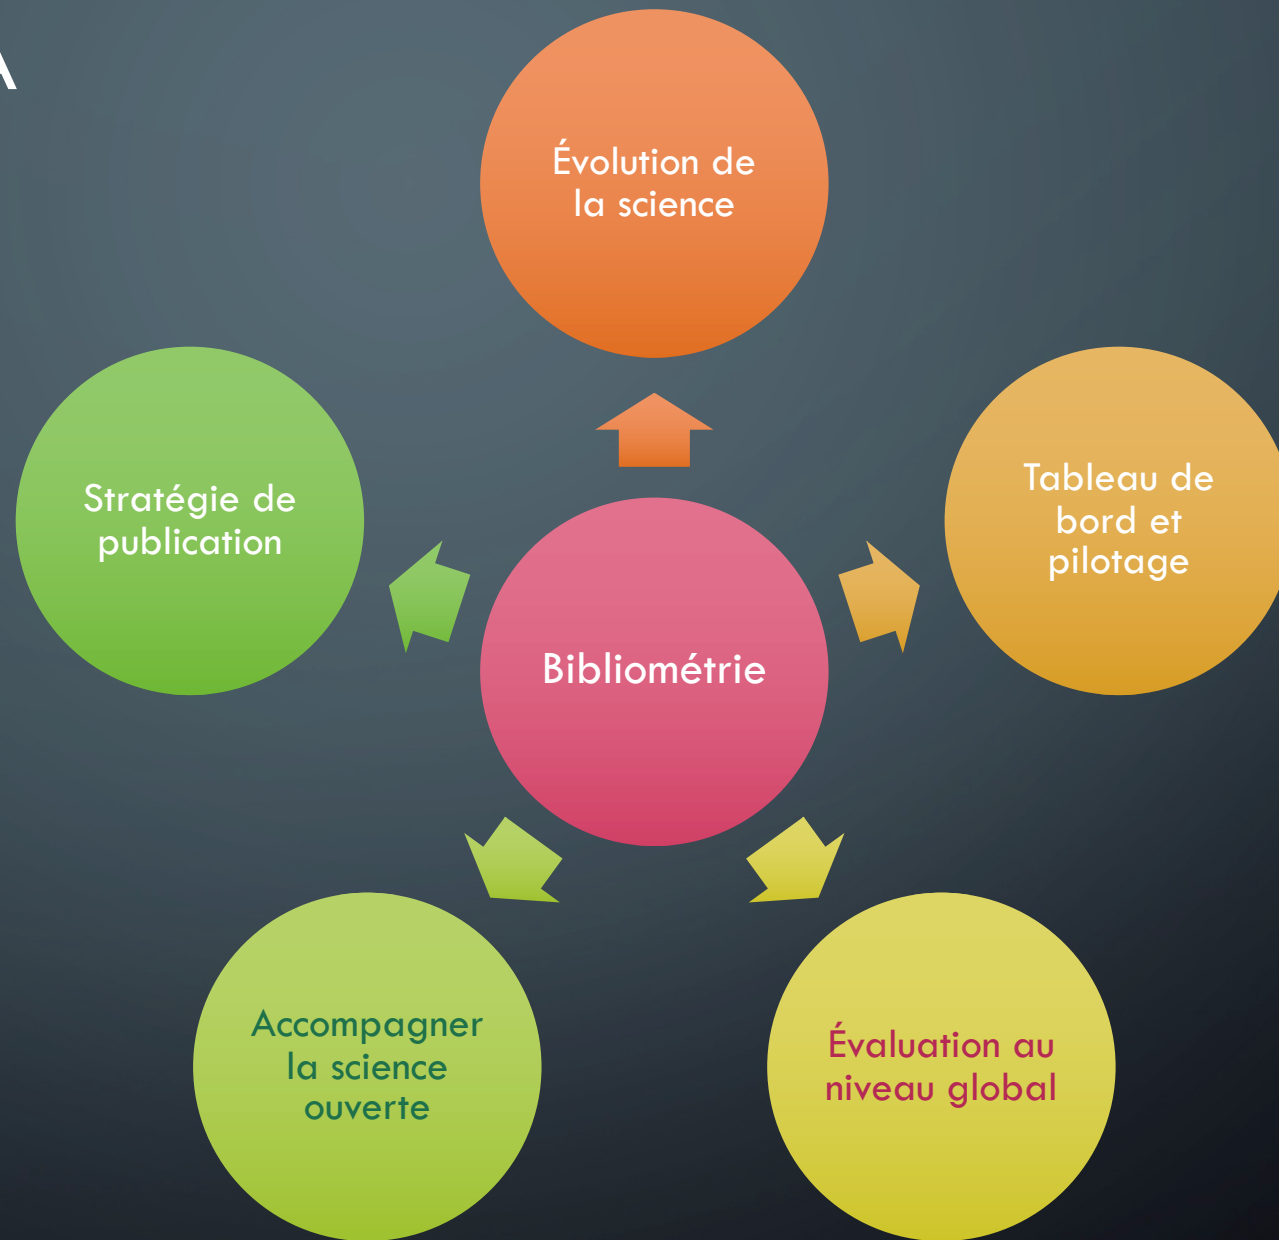 A
Évolution de
la science
Tableau de
bord et
pilotage
Stratégie de
publication
Bibliométrie
Accompagner
la science
ouverte
Évaluation au
niveau global